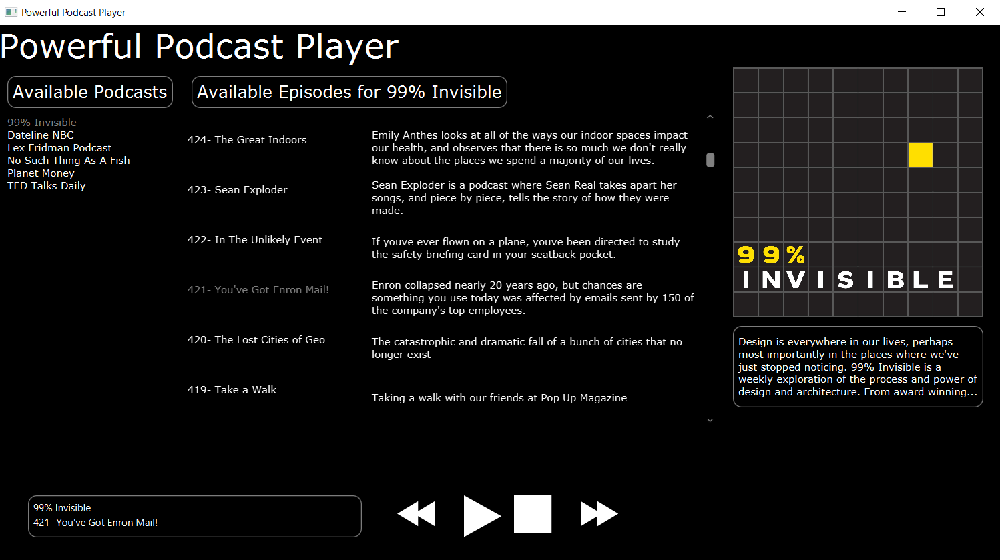 Powerful Podcast Player
Powerful Podcast Player
Available Podcasts
99% Invisible
Dateline NBC
Lex Fridman Podcast
No Such Thing As A Fish
Planet Money
TED Talks Daily
Available Episodes for 99% Invisible
424- The Great Indoors
Emily Anthes looks at all of the ways our indoor spaces impact
our health, and observes that there is so much we don't really
know about the places we spend a majority of our lives.
423- Sean Exploder
Sean Exploder is a podcast where Sean Real takes apart her
songs, and piece by piece, tells the story of how they were
made.
422- In The Unlikely Event
If youve ever flown on a plane, youve been directed to study
the safety briefing card in your seatback pocket.
421- You've Got Enron Mail!
Enron collapsed nearly 20 years ago, but chances are
something you use today was affected by emails sent by 150 of
the company's top employees.
420- The Lost Cities of Geo
The catastrophic and dramatic fall of a bunch of cities that no
longer exist
419- Take a Walk
Taking a walk with our friends at Pop Up Magazine
99%
INVISIBLE
Design is everywhere in our lives, perhaps
most importantly in the places where we've
just stopped noticing. 99% Invisible is a
weekly exploration of the process and power of
design and architecture. From award winning...
99% Invisible
421- You've Got Enron Mail!